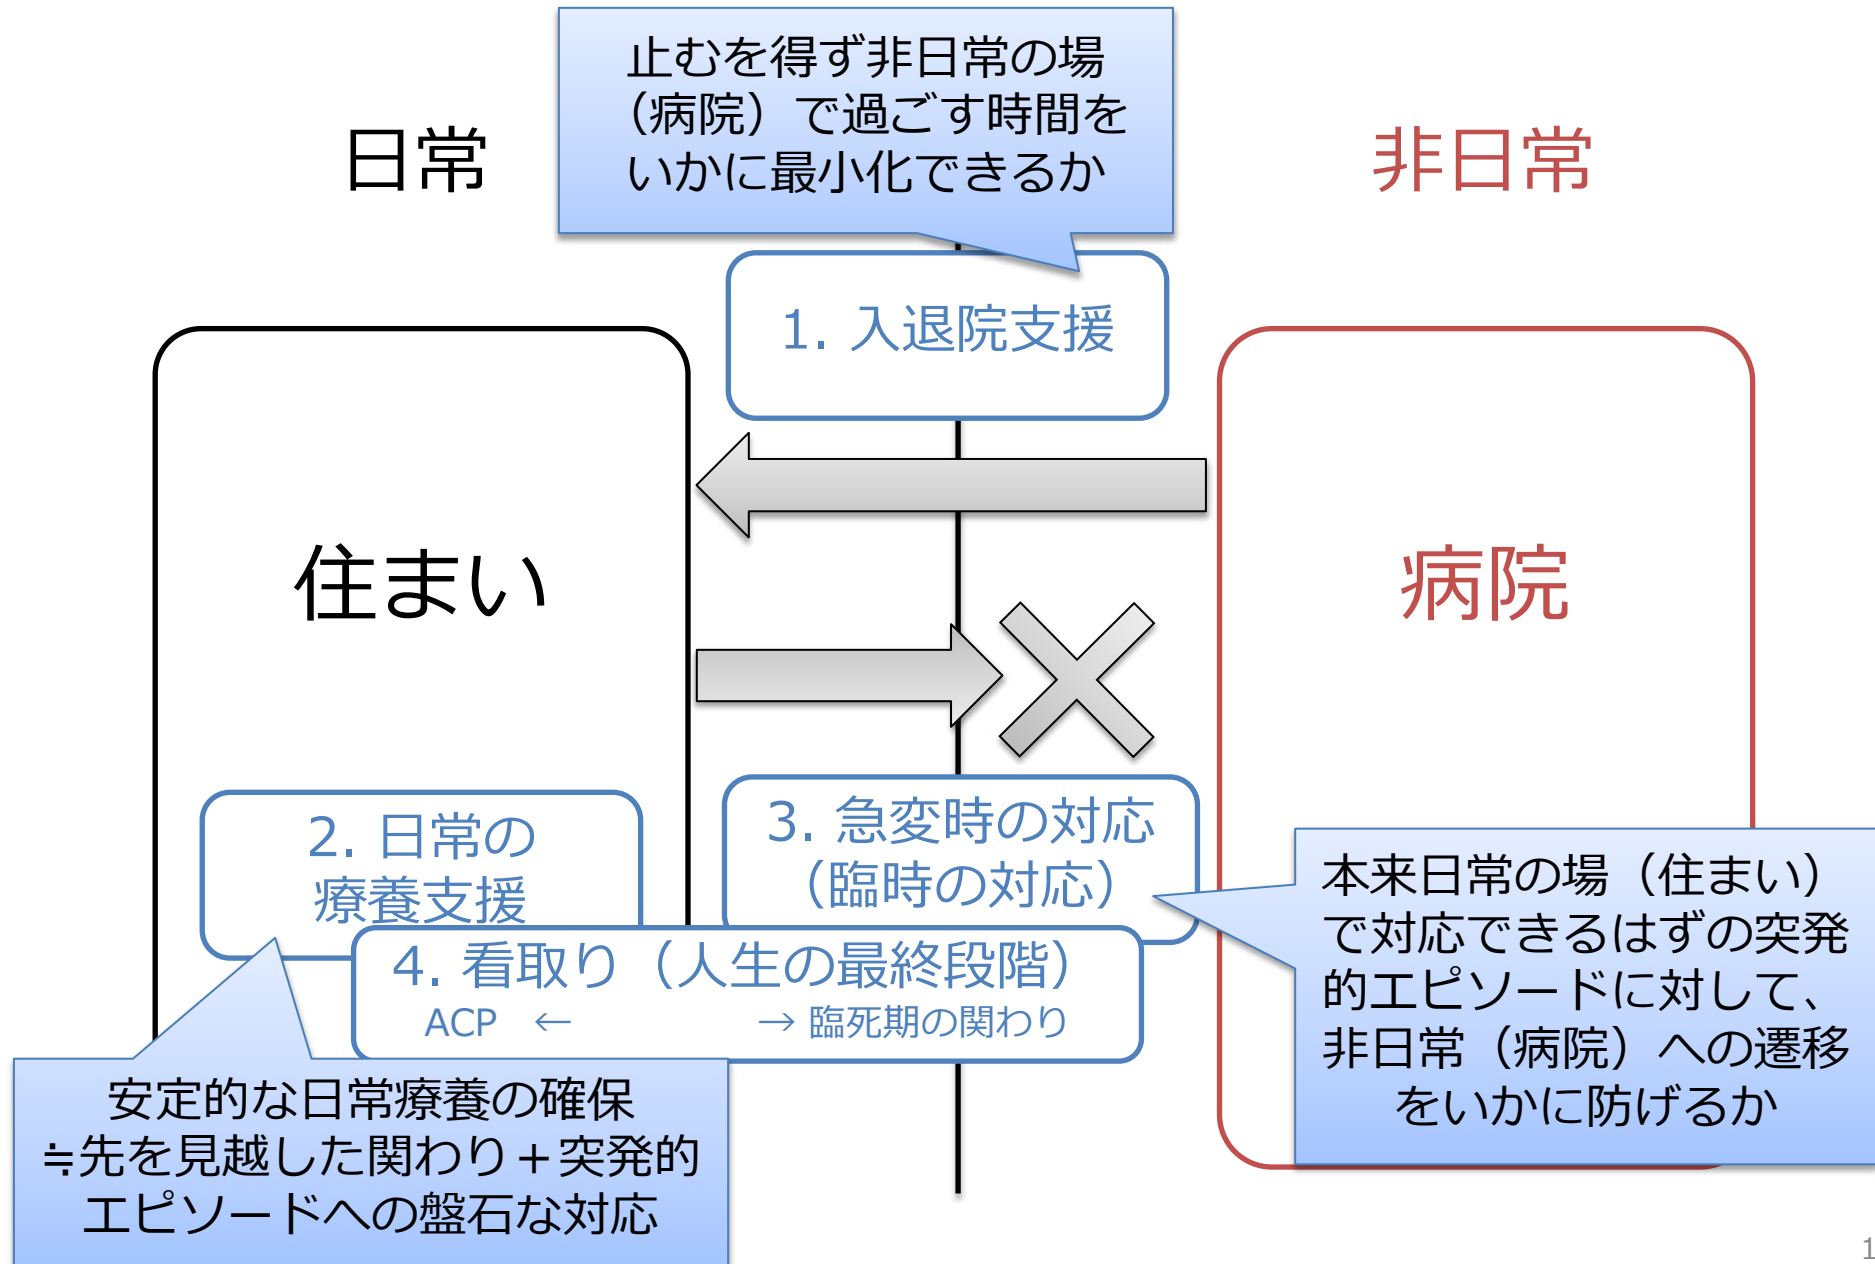 止むを得ず非日常の場
（病院）で過ごす時間を
いかに最小化できるか
日常
非日常
1. 入退院支援
住まい
病院
2. 日常の
療養支援
3. 急変時の対応
（臨時の対応）
4. 看取り（人生の最終段階）
ACP ← → 臨死期の関わり
本来日常の場（住まい）
で対応できるはずの突発
的エピソードに対して、
非日常（病院）への遷移
をいかに防げるか
安定的な日常療養の確保
≒先を見越した関わり＋突発的
エピソードへの盤石な対応
1